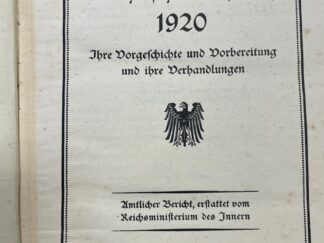 1920
Ihre Vorgeschichte und Vorbereitung
und ihre Verhandlungen
Amtlicher Bericht, erstattet vom
Reichsministerium des Innern